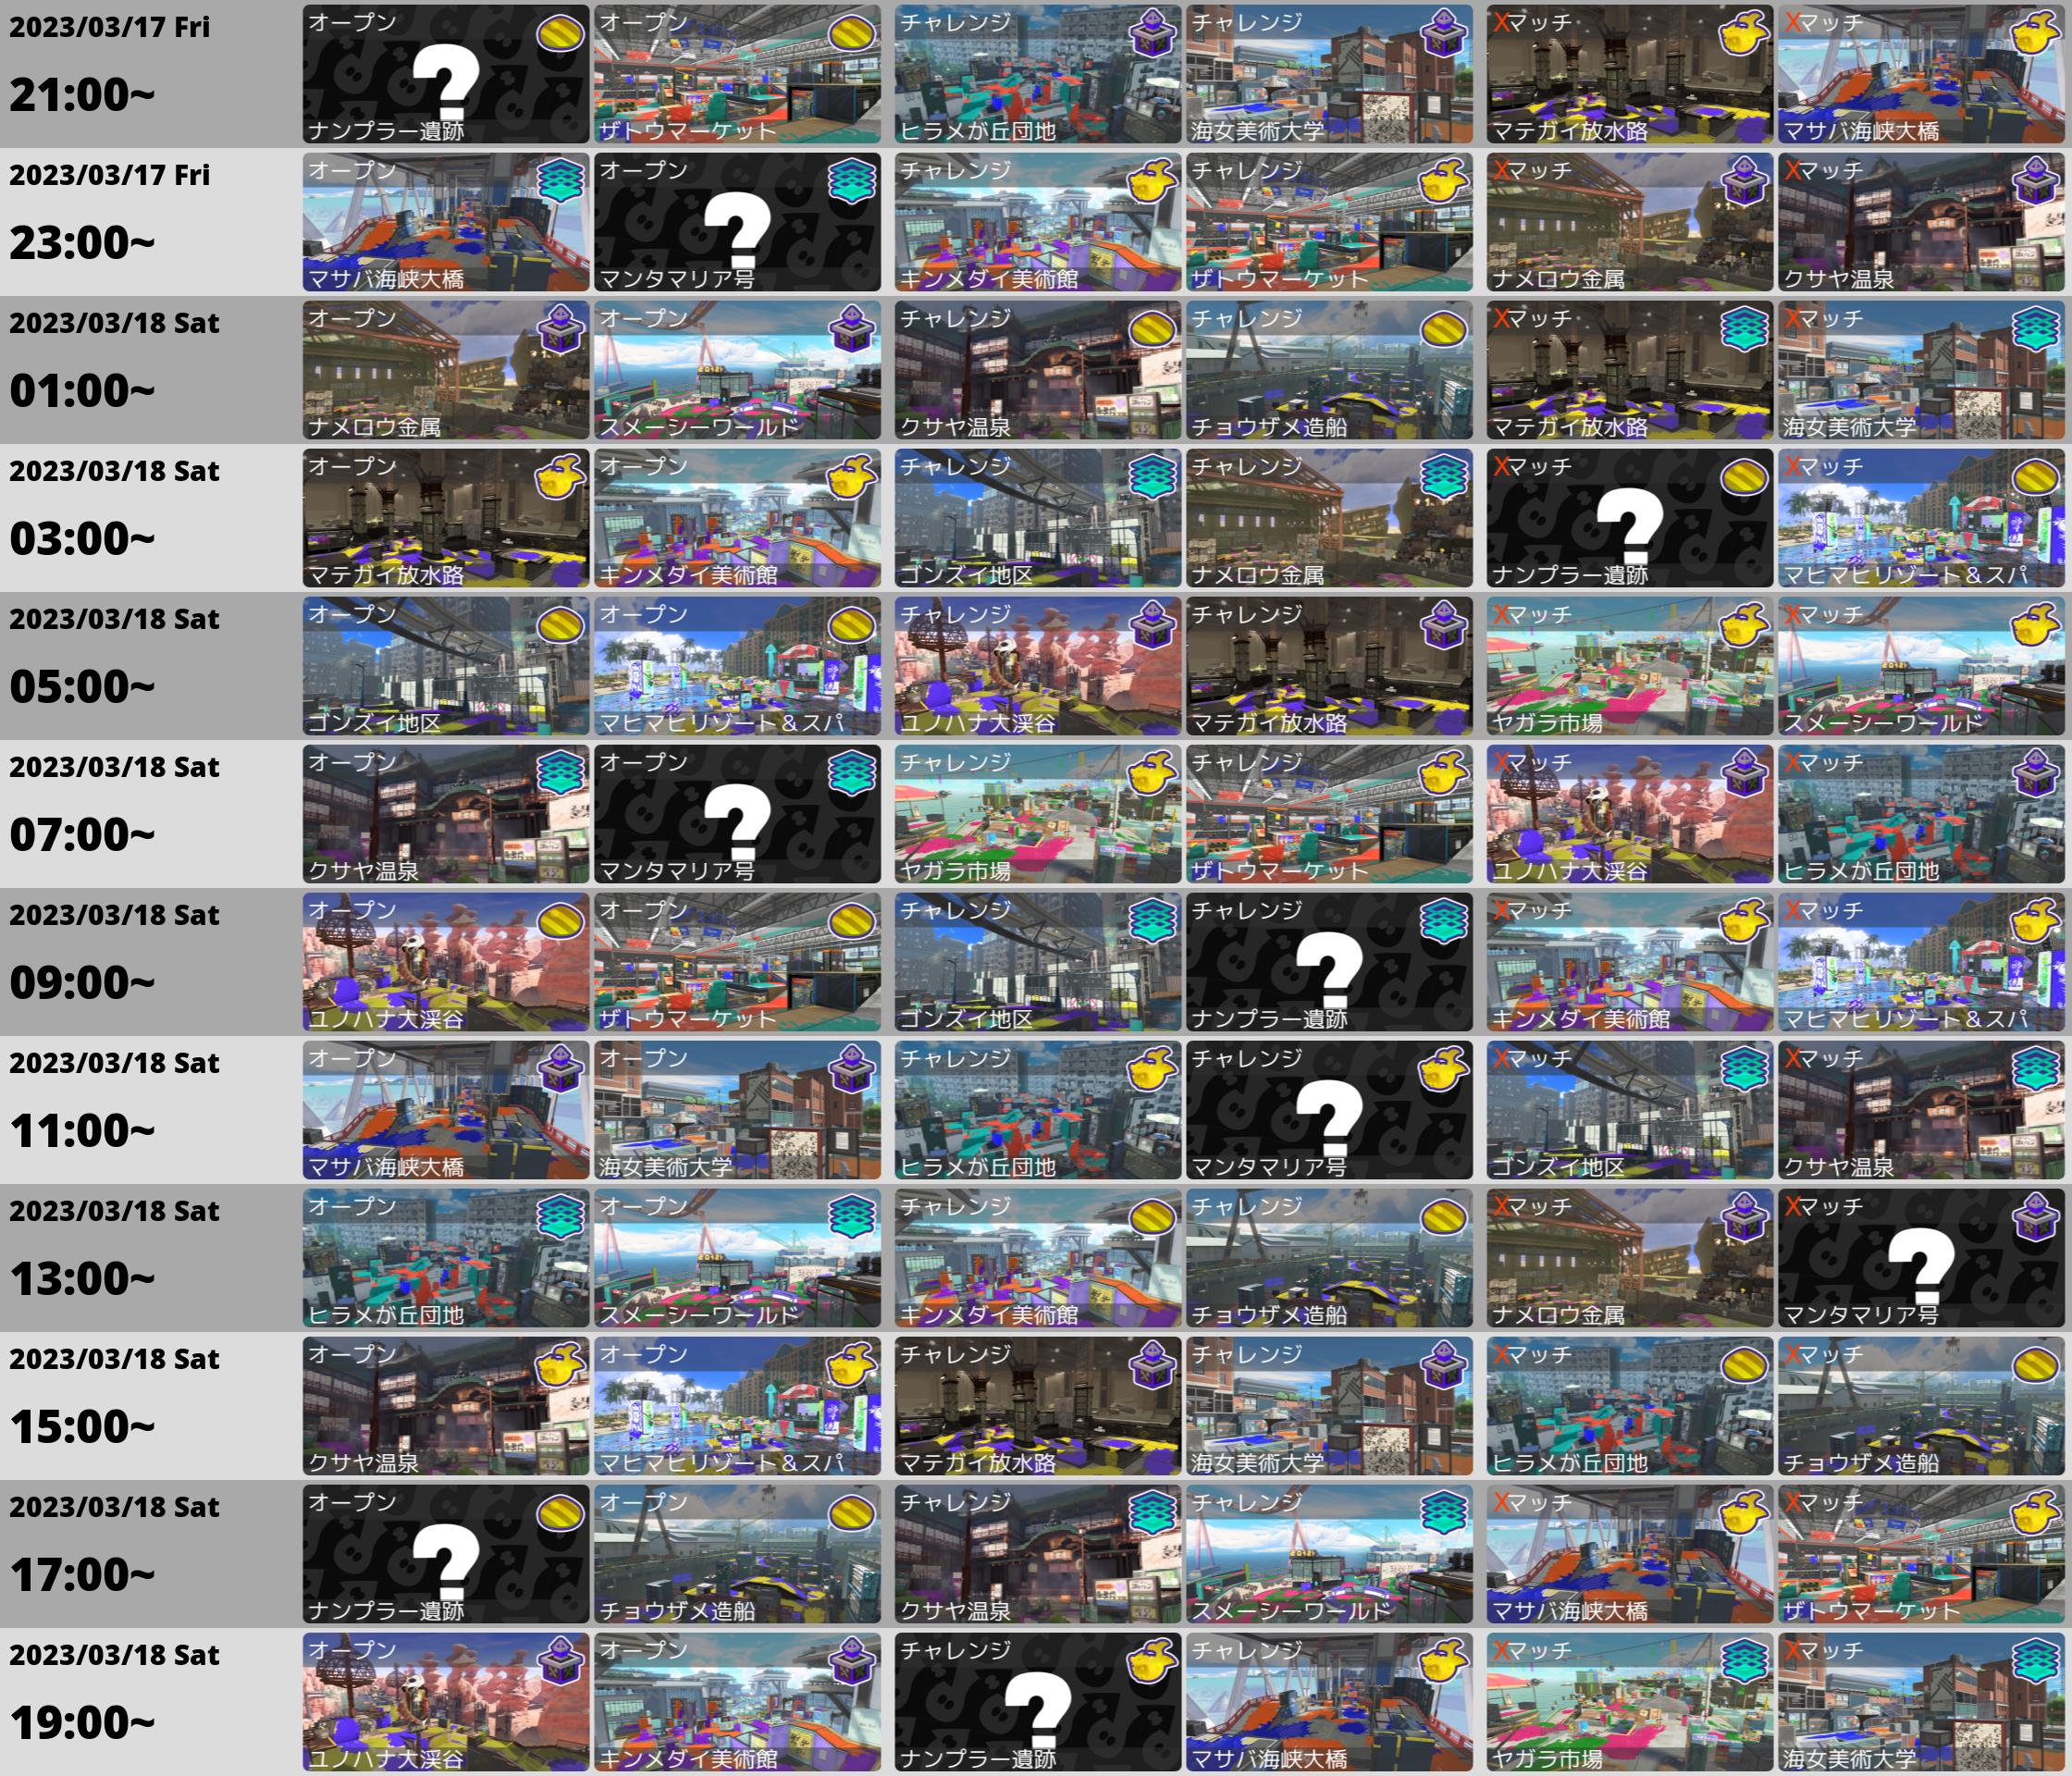 2023/03/17 Fri
21:00~
オープン ナンプラー遺跡
オープン ザトウマーケット
チャレンジ ヒラメが丘団地
チャレンジ 海女美術大学
Xマッチ マテガイ放水路
Xマッチ マサバ海峡大橋
2023/03/17 Fri
23:00~
オープン マサバ海峡大橋
オープン マンタマリア号
チャレンジ キンメダイ美術館
チャレンジ ザトウマーケット
Xマッチ ナメロウ金属
Xマッチ クサヤ温泉
2023/03/18 Sat
01:00~
オープン ナメロウ金属
オープン スメーシーワールド
チャレンジ クサヤ温泉
チャレンジ チョウザメ造船
Xマッチ マテガイ放水路
Xマッチ 海女美術大学
2023/03/18 Sat
03:00~
オープン マテガイ放水路
オープン キンメダイ美術館
チャレンジ ゴンズイ地区
チャレンジ ナメロウ金属
Xマッチ ナンプラー遺跡
Xマッチ マヒマヒリゾート&スパ
2023/03/18 Sat
05:00~
オープン ゴンズイ地区
オープン マヒマヒリゾート&スパ
チャレンジ ユノハナ大渓谷
チャレンジ マテガイ放水路
Xマッチ ヤガラ市場
Xマッチ スメーシーワールド
2023/03/18 Sat
07:00~
オープン クサヤ温泉
オープン マンタマリア号
チャレンジ ヤガラ市場
チャレンジ ザトウマーケット
Xマッチ ユノハナ大渓谷
Xマッチ ヒラメが丘団地
2023/03/18 Sat
09:00~
オープン ユノハナ大渓谷
オープン ザトウマーケット
チャレンジ ゴンズイ地区
チャレンジ ナンプラー遺跡
Xマッチ キンメダイ美術館
Xマッチ マヒマヒリゾート&スパ
2023/03/18 Sat
11:00~
オープン マサバ海峡大橋
オープン 海女美術大学
チャレンジ ヒラメが丘団地
チャレンジ マンタマリア号
Xマッチ ゴンズイ地区
Xマッチ クサヤ温泉
2023/03/18 Sat
13:00~
オープン ヒラメが丘団地
オープン スメーシーワールド
チャレンジ キンメダイ美術館
チャレンジ チョウザメ造船
Xマッチ ナメロウ金属
Xマッチ マンタマリア号
2023/03/18 Sat
15:00~
オープン クサヤ温泉
オープン マヒマヒリゾート&スパ
チャレンジ マテガイ放水路
チャレンジ 海女美術大学
Xマッチ ヒラメが丘団地
Xマッチ チョウザメ造船
2023/03/18 Sat
17:00~
オープン ナンプラー遺跡
オープン チョウザメ造船
チャレンジ クサヤ温泉
チャレンジ スメーシーワールド
Xマッチ マサバ海峡大橋
Xマッチ ザトウマーケット
2023/03/18 Sat
19:00~
オープン ユノハナ大渓谷
オープン キンメダイ美術館
チャレンジ ナンプラー遺跡
チャレンジ マサバ海峡大橋
Xマッチ ヤガラ市場
Xマッチ 海女美術大学